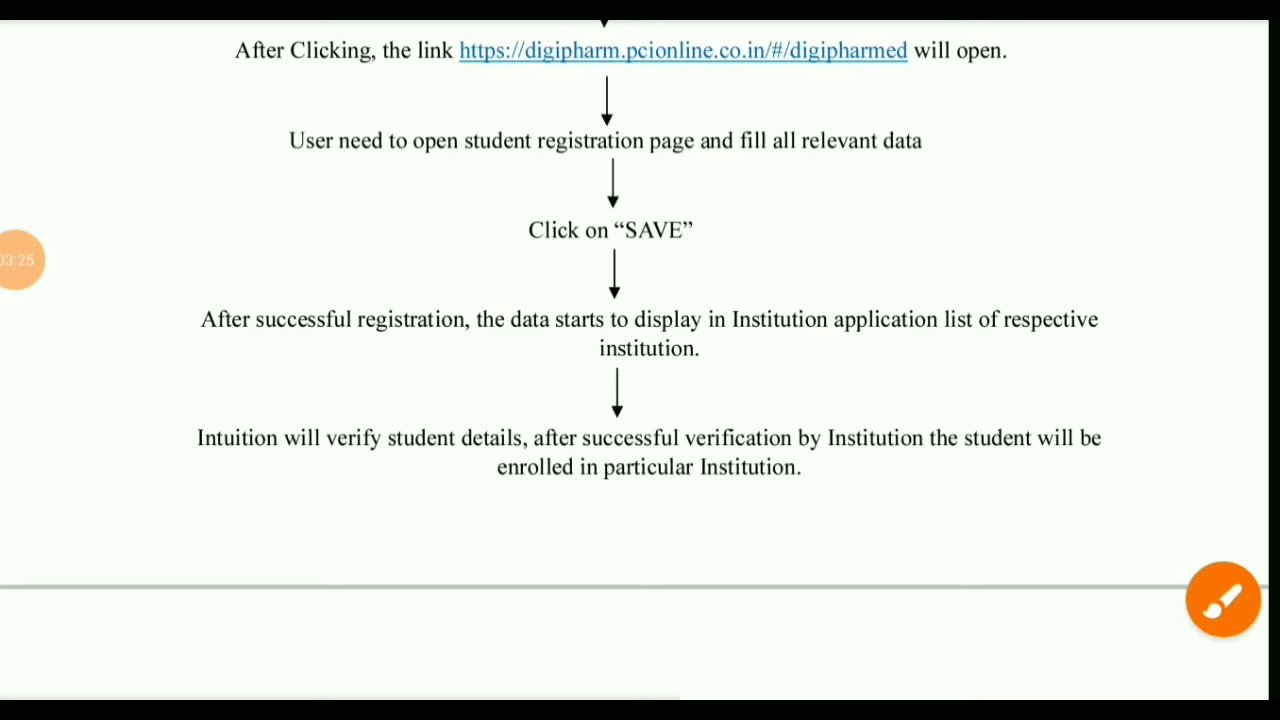 After Clicking, the link https://digipharm.pcionline.co.in/#/digipharmed will open.
User need to open student registration page and fill all relevant data
Click on “SAVE”
03:25
After successful registration, the data starts to display in Institution application list of respective
institution.
Intuition will verify student details, after successful verification by Institution the student will be
enrolled in particular Institution.